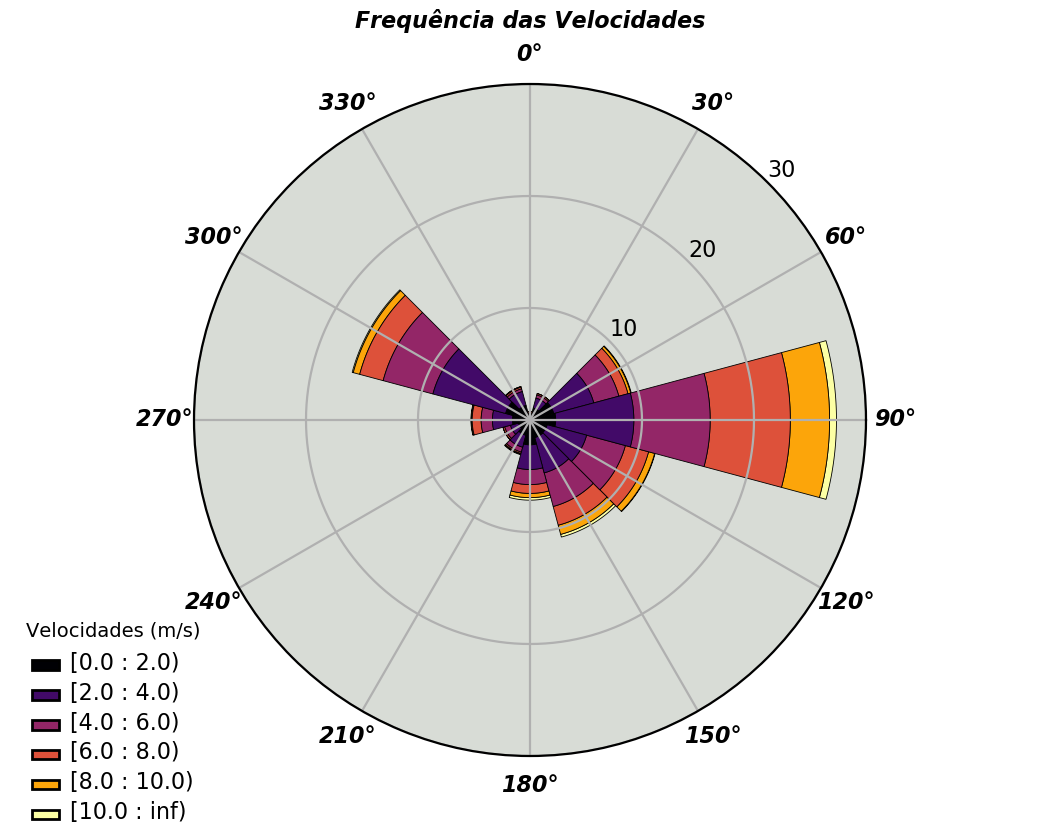 Frequência das Velocidades
0°
330°
30°
30
300°
60°
20
10
270°
90°
240°
120°
210°
150°
180°
Velocidades (m/s)
[0.0 : 2.0)
[2.0 : 4.0)
[4.0 : 6.0)
[6.0 : 8.0)
[8.0 : 10.0)
[10.0 : inf)